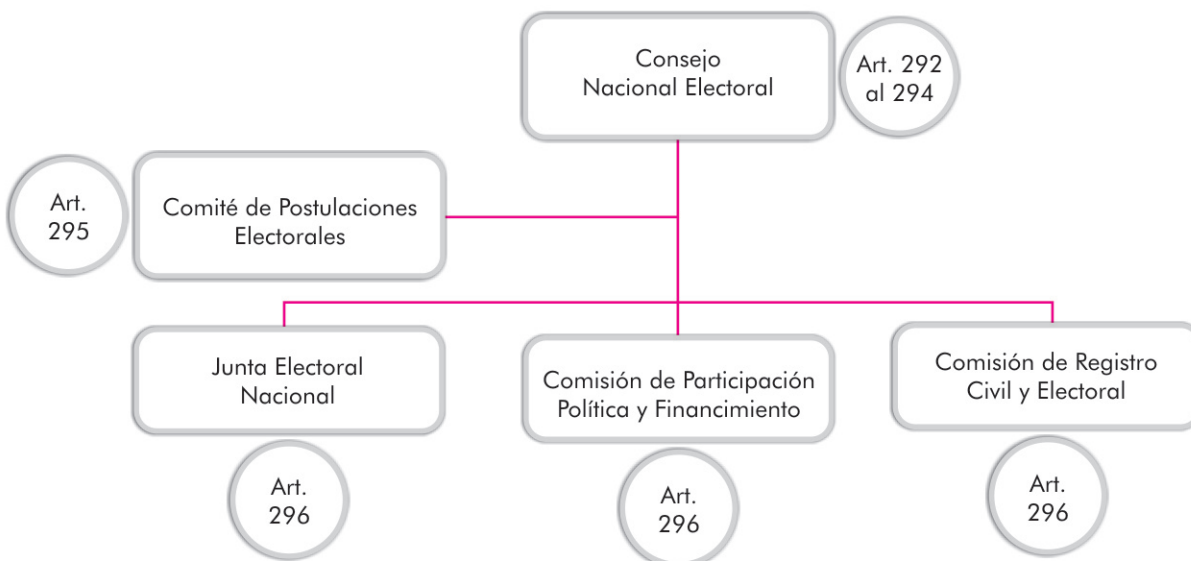 Consejo
Nacional Electoral
Art. 292
al 294
Art.
295
Comité de Postulaciones
Electorales
Junta Electoral
Nacional
Comisión de Participación
Política y Financimiento
Comisión de Registro
Civil y Electoral
Art.
296
Art.
296
Art.
296